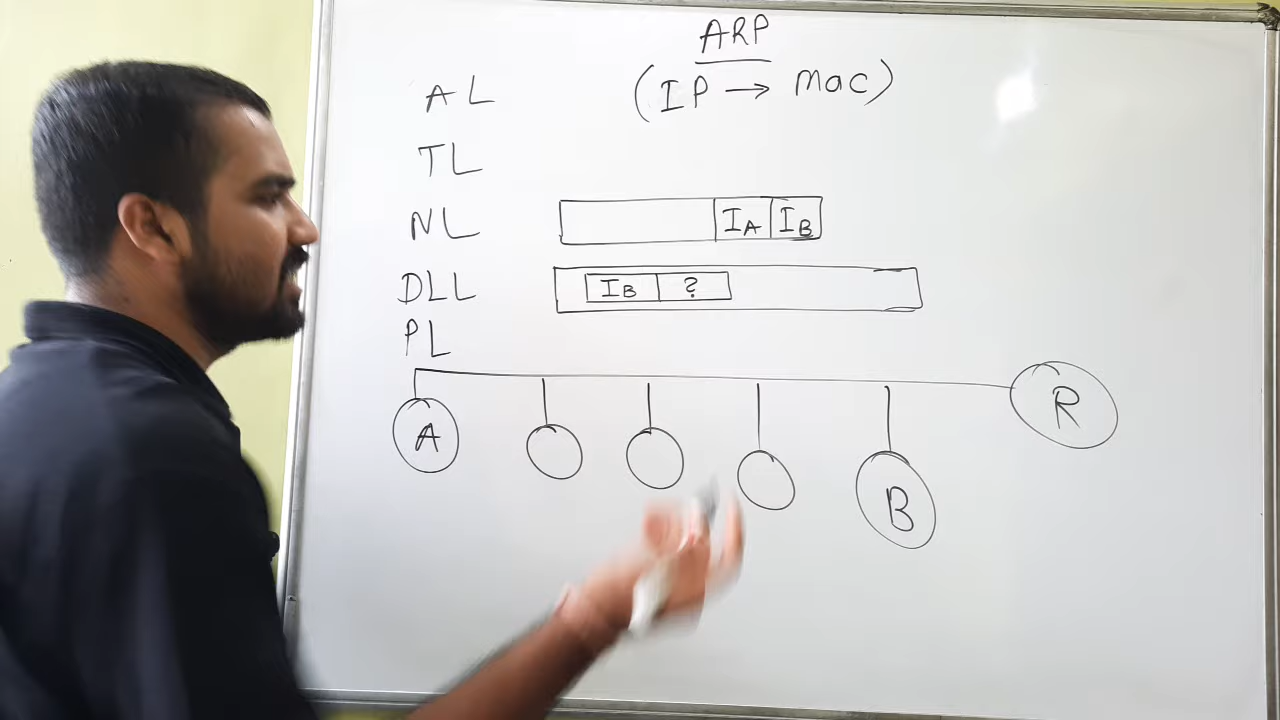 ARP
(IP → mac)
AL
TL
NL IA IB
DLL IB ?
PL
A B R